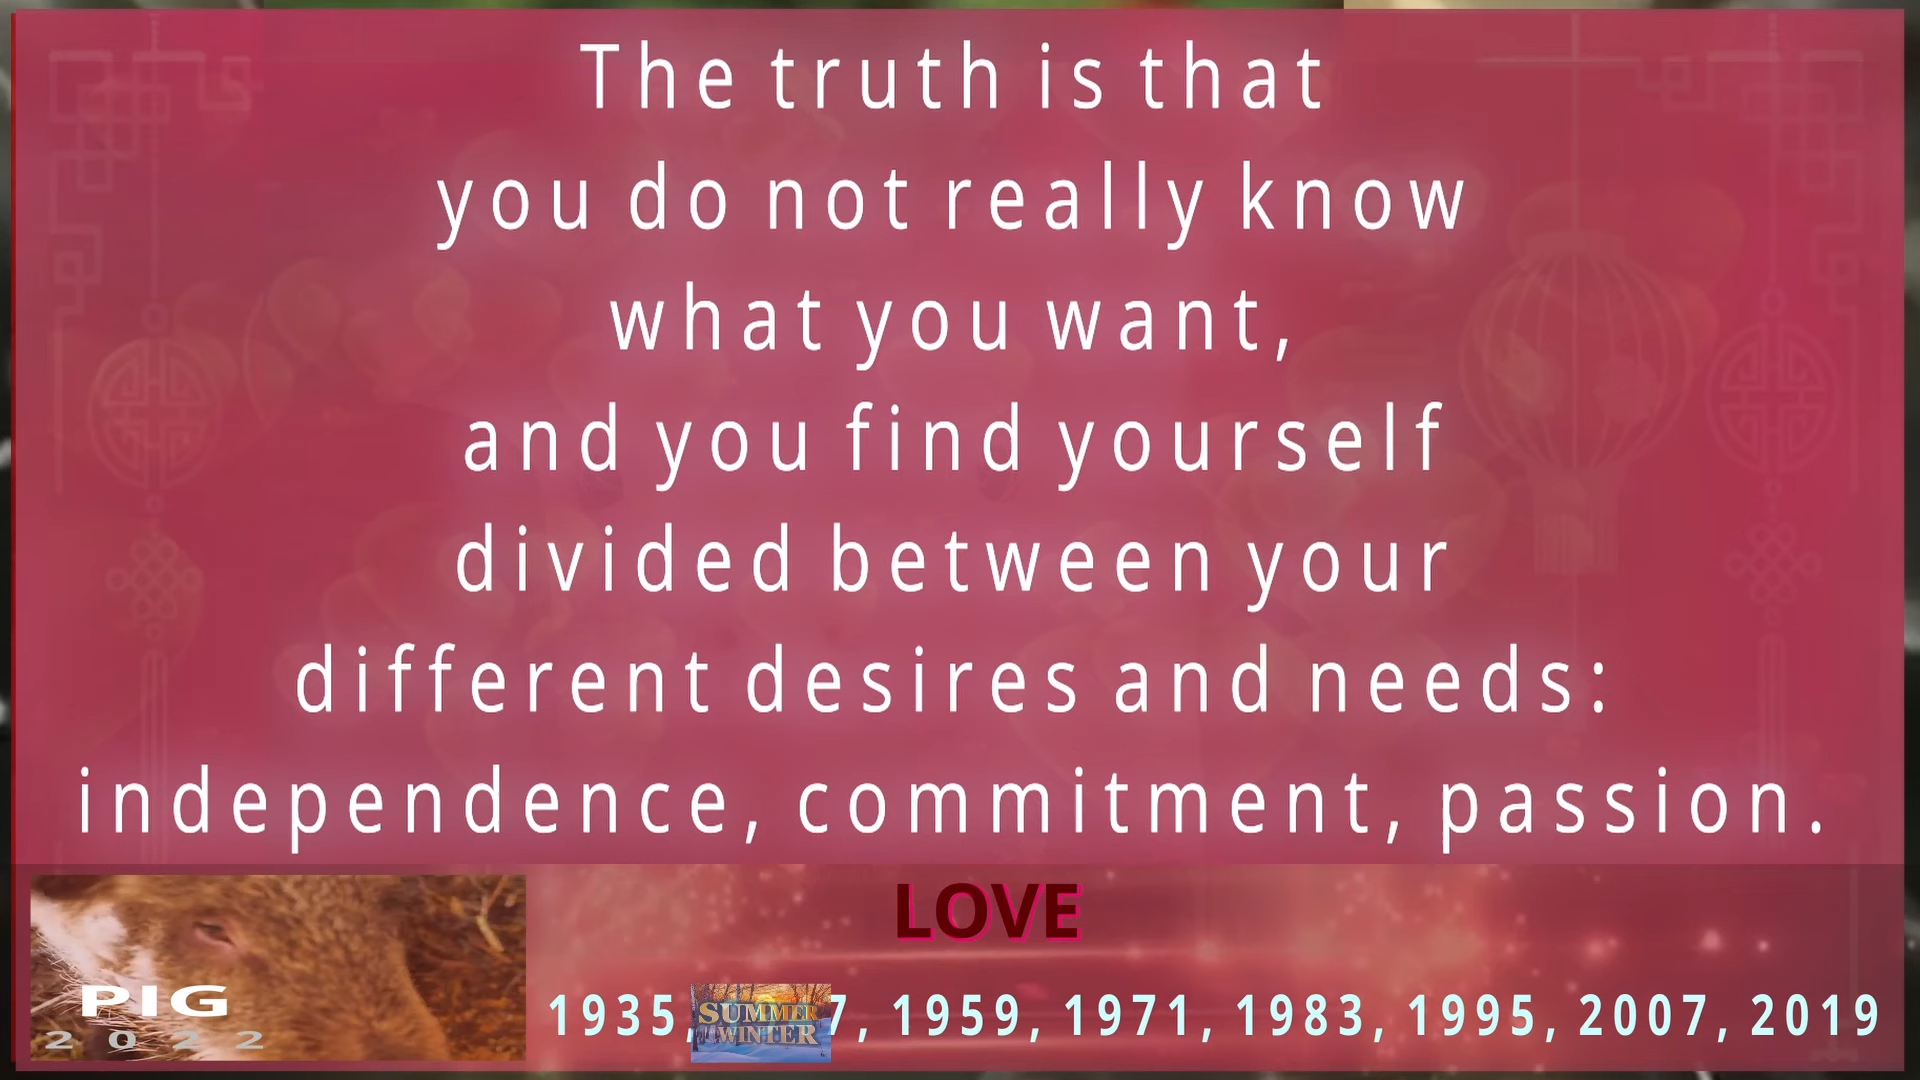 The truth is that
you do not really know
what you want,
and you find yourself
divided between your
different desires and needs:
independence, commitment, passion.
LOVE
PIG
2022
1935, 7, 1959, 1971, 1983, 1995, 2007, 2019
SUMMER
WINTER